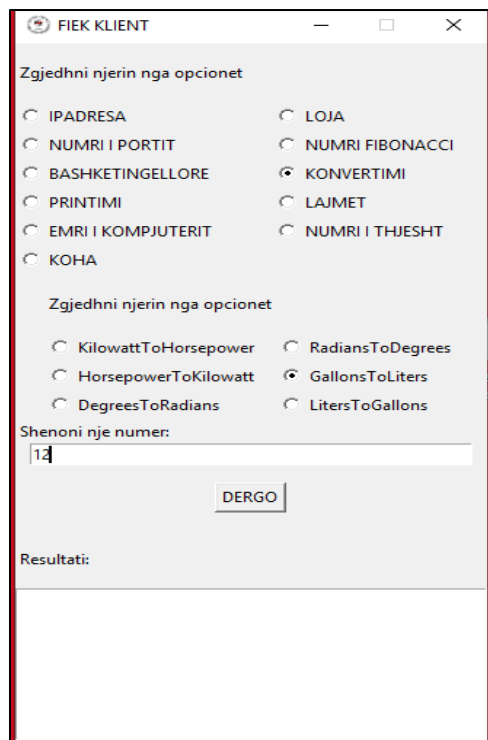 FIEK KLIENT
Zgjedhni njerin nga opcionet
IPADRESA
LOJA
NUMRI I PORTIT
NUMRI FIBONACCI
BASHKETINGELLORE
KONVERTIMI
PRINTIMI
LAJMET
EMRI I KOMPJUTERIT
NUMRI I THJESHT
KOHA
Zgjedhni njerin nga opcionet
KilowattToHorsepower
RadiansToDegrees
HorsepowerToKilowatt
GallonsToLiters
DegreesToRadians
LitersToGallons
Shenoni nje numer:
12
DERGO
Resultati: